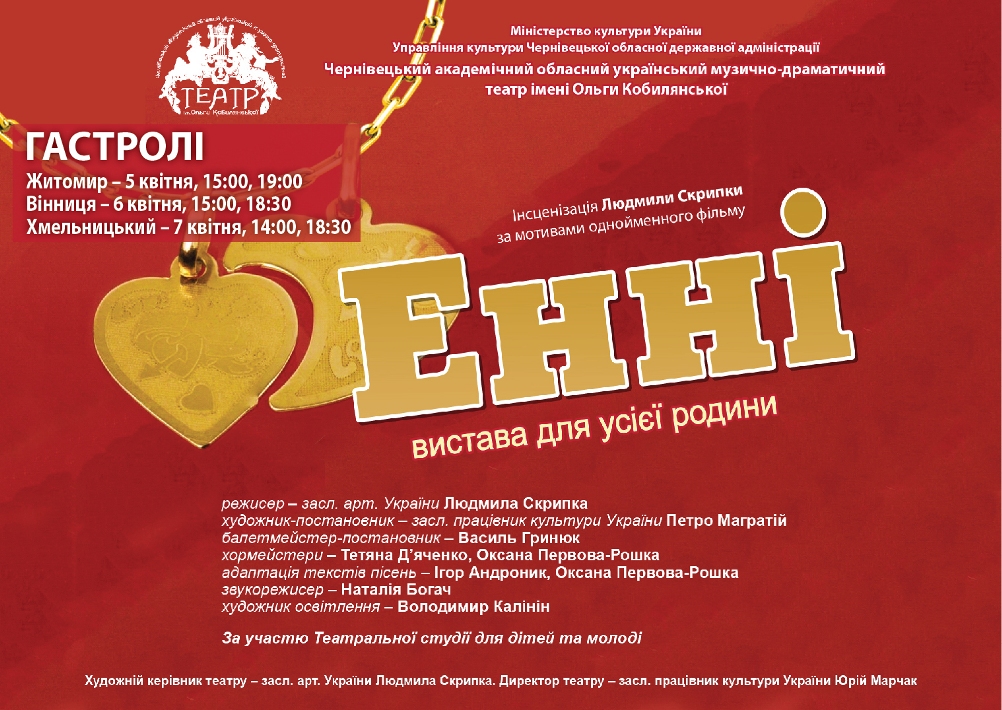 Міністерство культури України
Управління культури Чернівецької обласної державної адміністрації
Чернівецький академічний обласний український музично-драматичний
театр імені Ольги Кобилянської
ТЕАТР
ім.Ольги Кобилянської
ГАСТРОЛІ
Житомир – 5 квітня, 15:00, 19:00
Вінниця – 6 квітня, 15:00, 18:30
Хмельницький – 7 квітня, 14:00, 18:30
Інсценізація Людмили Скрипки
за мотивами однойменного фільму
Енні
вистава для усієї родини
режисер – засл. арт. України Людмила Скрипка
художник-постановник – засл. працівник культури України Петро Магратій
балетмейстер-постановник – Василь Гринюк
хормейстери – Тетяна Д’яченко, Оксана Первова-Рошка
адаптація текстів пісень – Ігор Андроник, Оксана Первова-Рошка
звукорежисер – Наталія Богач
художник освітлення – Володимир Калінін
За участю Театральної студії для дітей та молоді
Художній керівник театру – засл. арт. України Людмила Скрипка. Директор театру – засл. працівник культури України Юрій Марчак